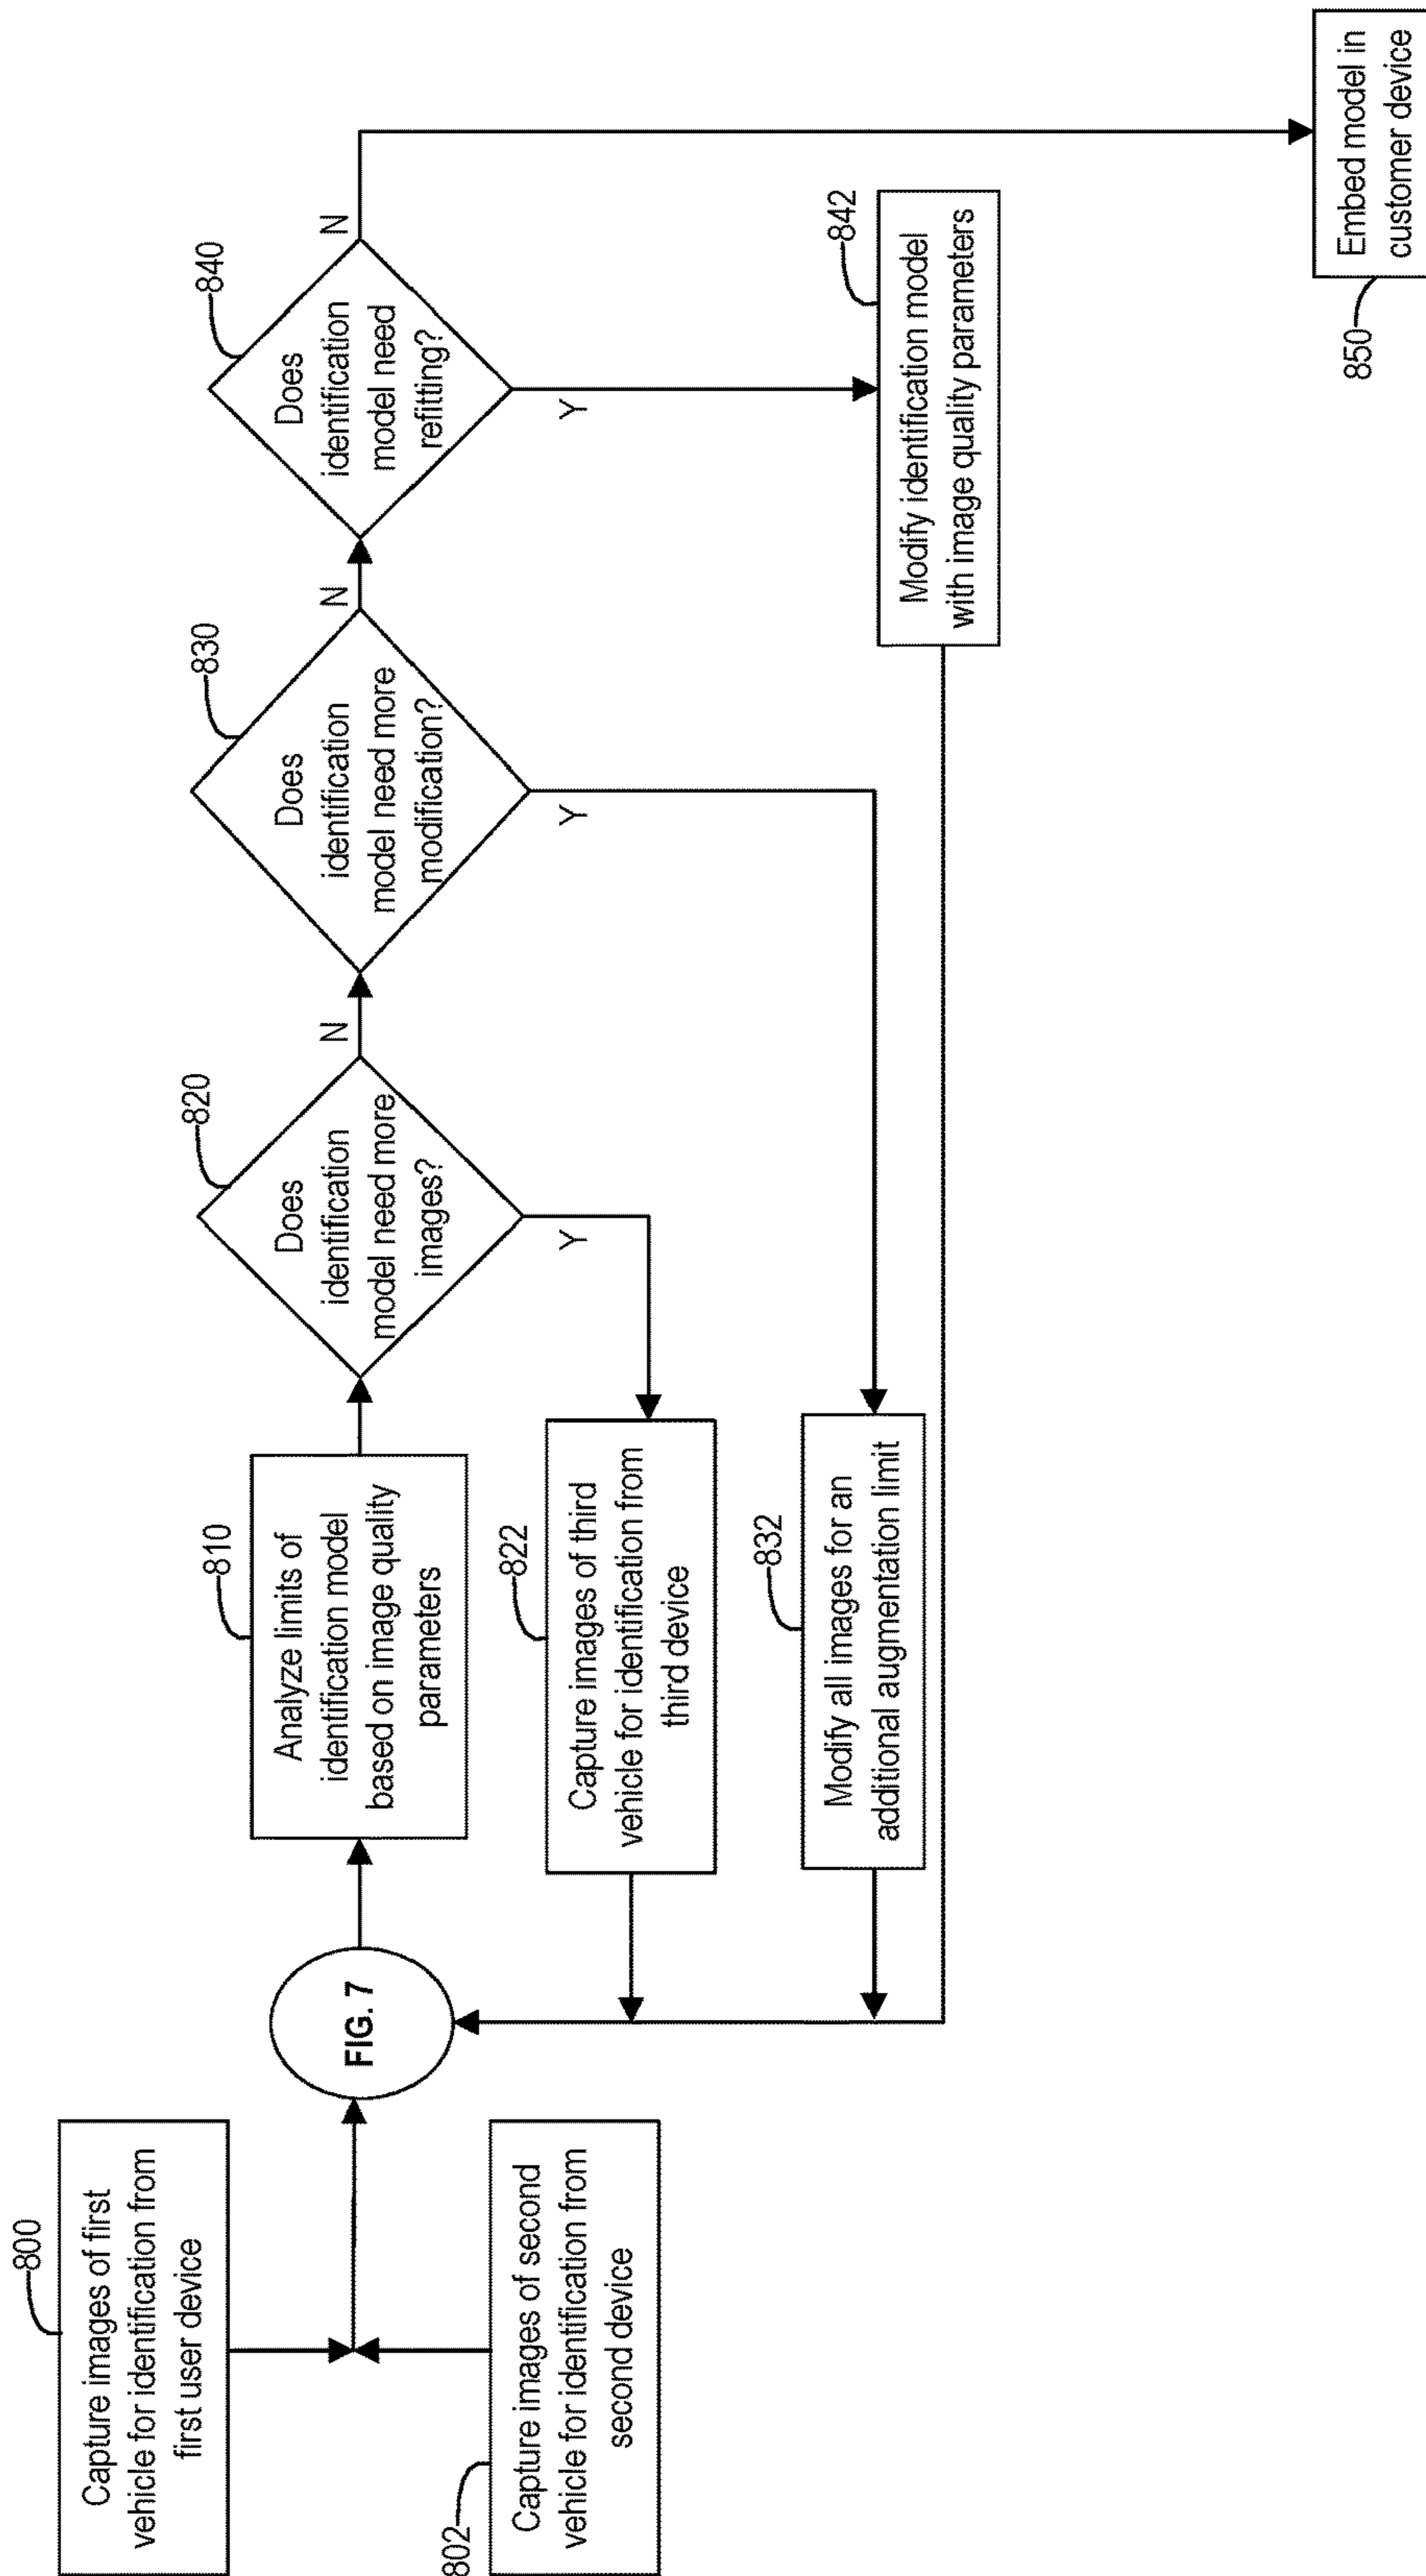 800
Capture images of first
vehicle for identification from
first user device
802
Capture images of second
vehicle for identification from
second device
FIG. 7
810
Analyze limits of
identification model
based on image quality
parameters
820
Does
identification
model need more
images?
Y
N
822
Capture images of third
vehicle for identification from
third device
830
Does
identification
model need more
modification?
Y
N
832
Modify all images for an
additional augmentation limit
840
Does
identification
model need
refitting?
Y
N
842
Modify identification model
with image quality parameters
850
Embed model in
customer device